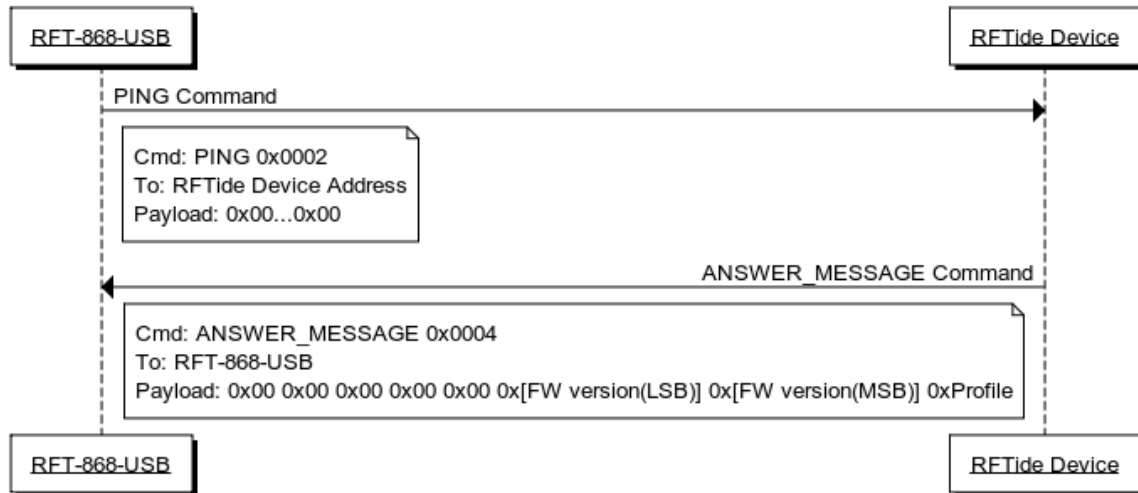 RFT-868-USB
RFTide Device
PING Command
Cmd: PING 0x0002
To: RFTide Device Address
Payload: 0x00...0x00
ANSWER_MESSAGE Command
Cmd: ANSWER_MESSAGE 0x0004
To: RFT-868-USB
Payload: 0x00 0x00 0x00 0x00 0x00 0x[FW version(LSB)] 0x[FW version(MSB)] 0xProfile
RFT-868-USB
RFTide Device